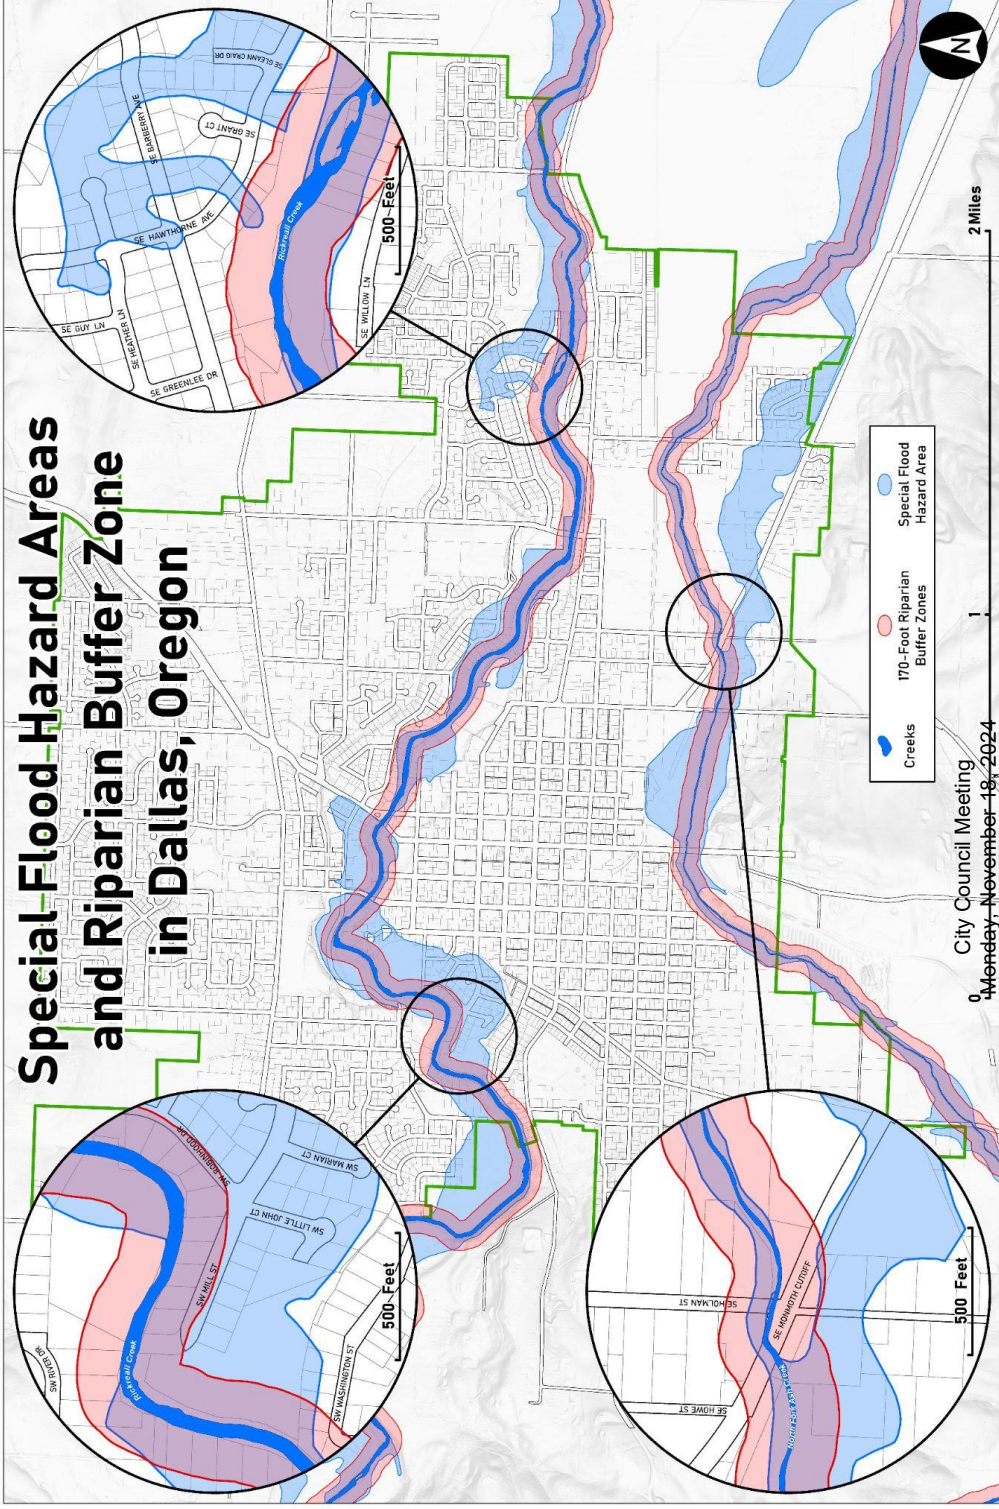 Special Flood Hazard Areas
and Riparian Buffer Zone
in Dallas, Oregon
SW RIVER DR
Rickreall Creek
SW MILL ST
SW ROBINHOOD DR
SW LITTLE JOHN CT
SW MARIAN CT
SW WASHINGTON ST
500 Feet
SE GUY LN
SE HEATHER LN
SE GREENLEE DR
SE HAWTHORNE AVE
SE BARBERRY AVE
SE GRANT CT
SE GLEANN CRAIG DR
Rickreall Creek
SE WILLOW LN
500 Feet
SE HOWE ST
SE HOLMAN ST
SE MONMOTH CUTOFF
North Fork Ash Creek
500 Feet
Creeks
170-Foot Riparian
Buffer Zones
Special Flood
Hazard Area
0
1
2 Miles
N
City Council Meeting
Monday, November 18, 2024